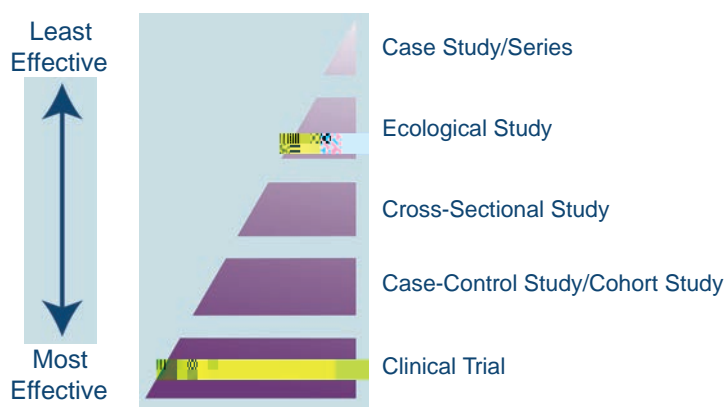 Least
Effective
Case Study/Series
Ecological Study
Cross-Sectional Study
Case-Control Study/Cohort Study
Most
Effective
Clinical Trial